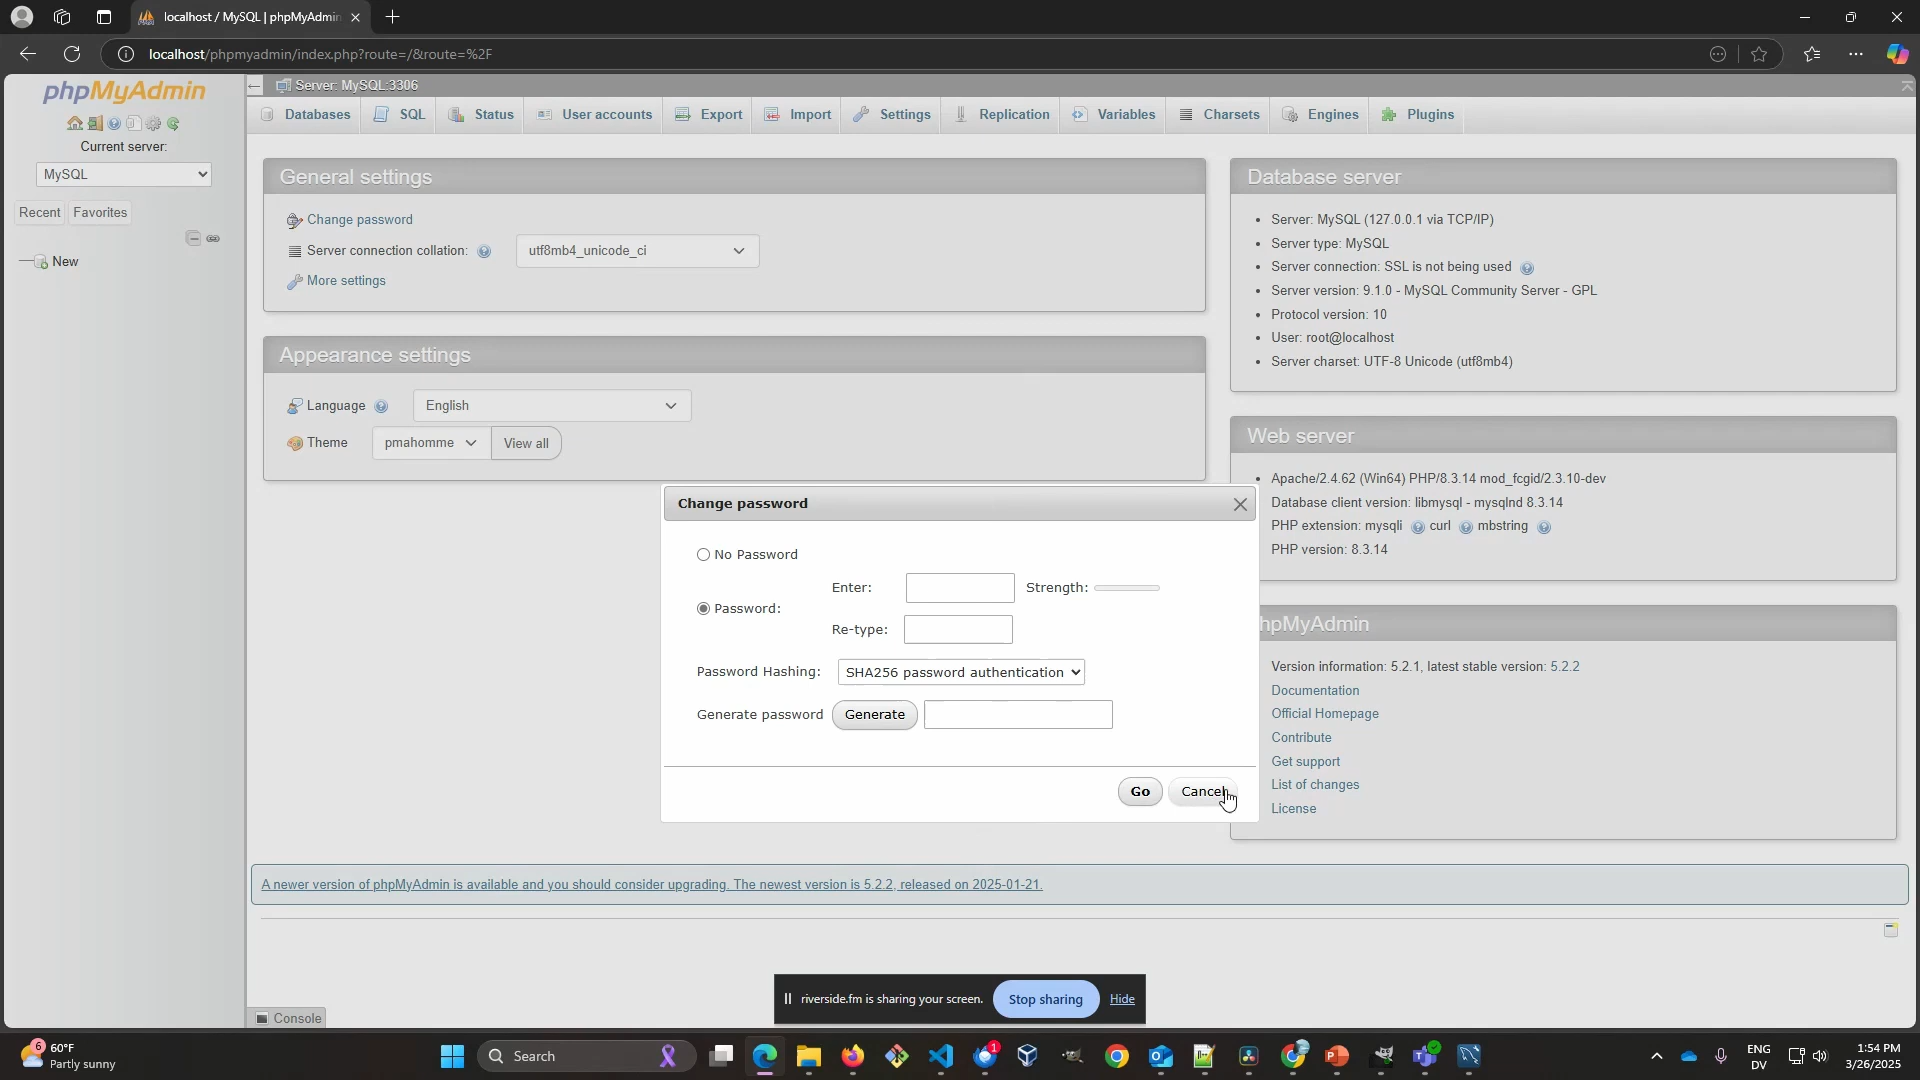 localhost / MySQL | phpMyAdmin
localhost/phpmyadmin/index.php?route=/&route=%2F
phpMyAdmin
Current server:
MySQL
Recent Favorites
New
Server: MySQL:3306
Databases SQL Status User accounts Export Import Settings Replication Variables Charsets Engines Plugins
General settings
Change password
Server connection collation: utf8mb4_unicode_ci
More settings
Appearance settings
Language English
Theme pmahomme View all
Database server
Server: MySQL (127.0.0.1 via TCP/IP)
Server type: MySQL
Server connection: SSL is not being used
Server version: 9.1.0 - MySQL Community Server - GPL
Protocol version: 10
User: root@localhost
Server charset: UTF-8 Unicode (utf8mb4)
Web server
Apache/2.4.62 (Win64) PHP/8.3.14 mod_fcgid/2.3.10-dev
Database client version: libmysql - mysqlnd 8.3.14
PHP extension: mysqli curl mbstring
PHP version: 8.3.14
hpMyAdmin
Version information: 5.2.1, latest stable version: 5.2.2
Documentation
Official Homepage
Contribute
Get support
List of changes
License
Change password
No Password
Enter: Strength:
Password:
Re-type:
Password Hashing: SHA256 password authentication
Generate password Generate
Go Cancel
A newer version of phpMyAdmin is available and you should consider upgrading. The newest version is 5.2.2, released on 2025-01-21.
riverside.fm is sharing your screen. Stop sharing Hide
Console
6 60°F
Partly sunny
Search
1
ENG
DV
1:54 PM
3/26/2025